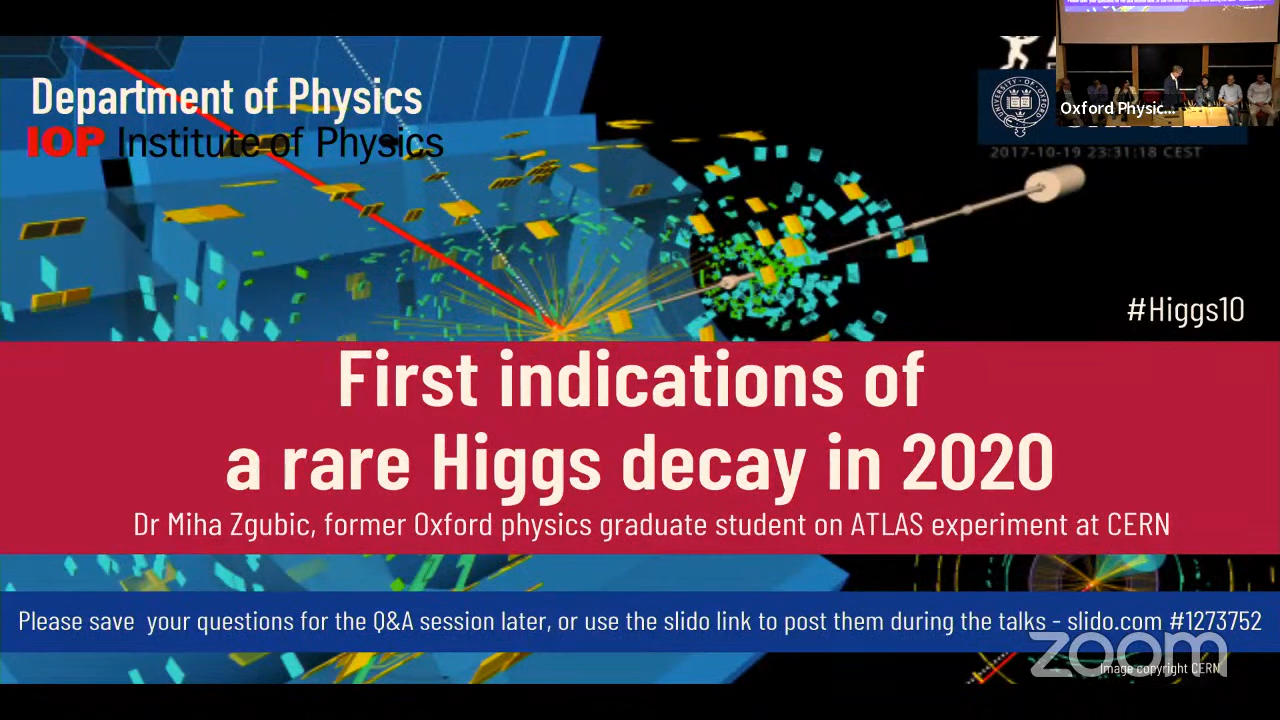 Department of Physics
IOP Institute of Physics
UNIVERSITY OF OXFORD
Oxford Physic...
2017-10-19 23:31:18 CEST
#Higgs10
First indications of
a rare Higgs decay in 2020
Dr Miha Zgubic, former Oxford physics graduate student on ATLAS experiment at CERN
Please save your questions for the Q&A session later, or use the slido link to post them during the talks - slido.com #1273752
zoom
Image copyright CERN